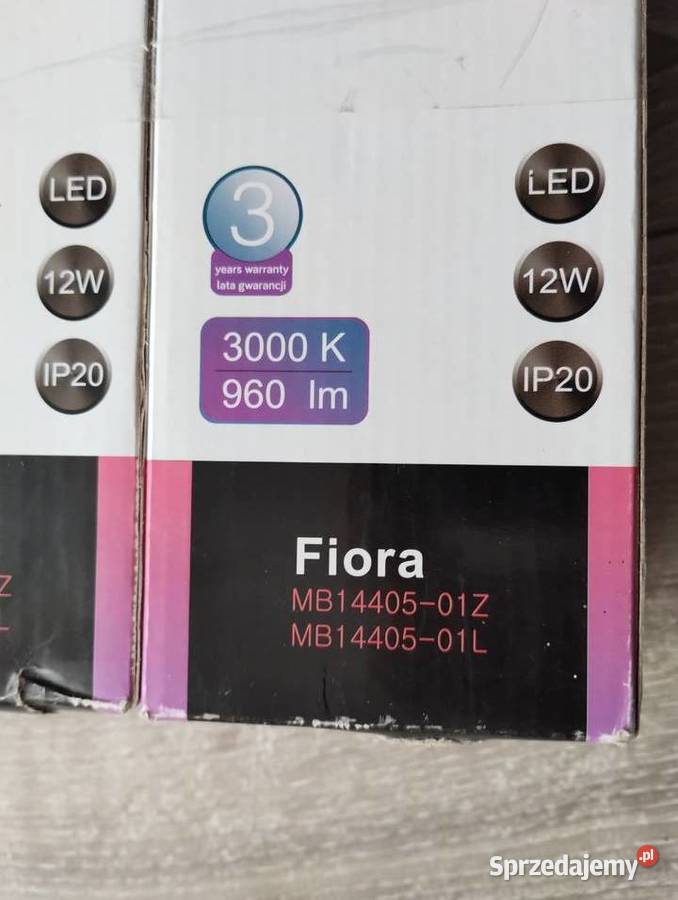 LED
12W
IP20
Z
3
years warranty
lata gwarancji
3000 K
960 lm
LED
12W
IP20
Fiora
MB14405-01Z
MB14405-01L
Sprzedajemy.pl